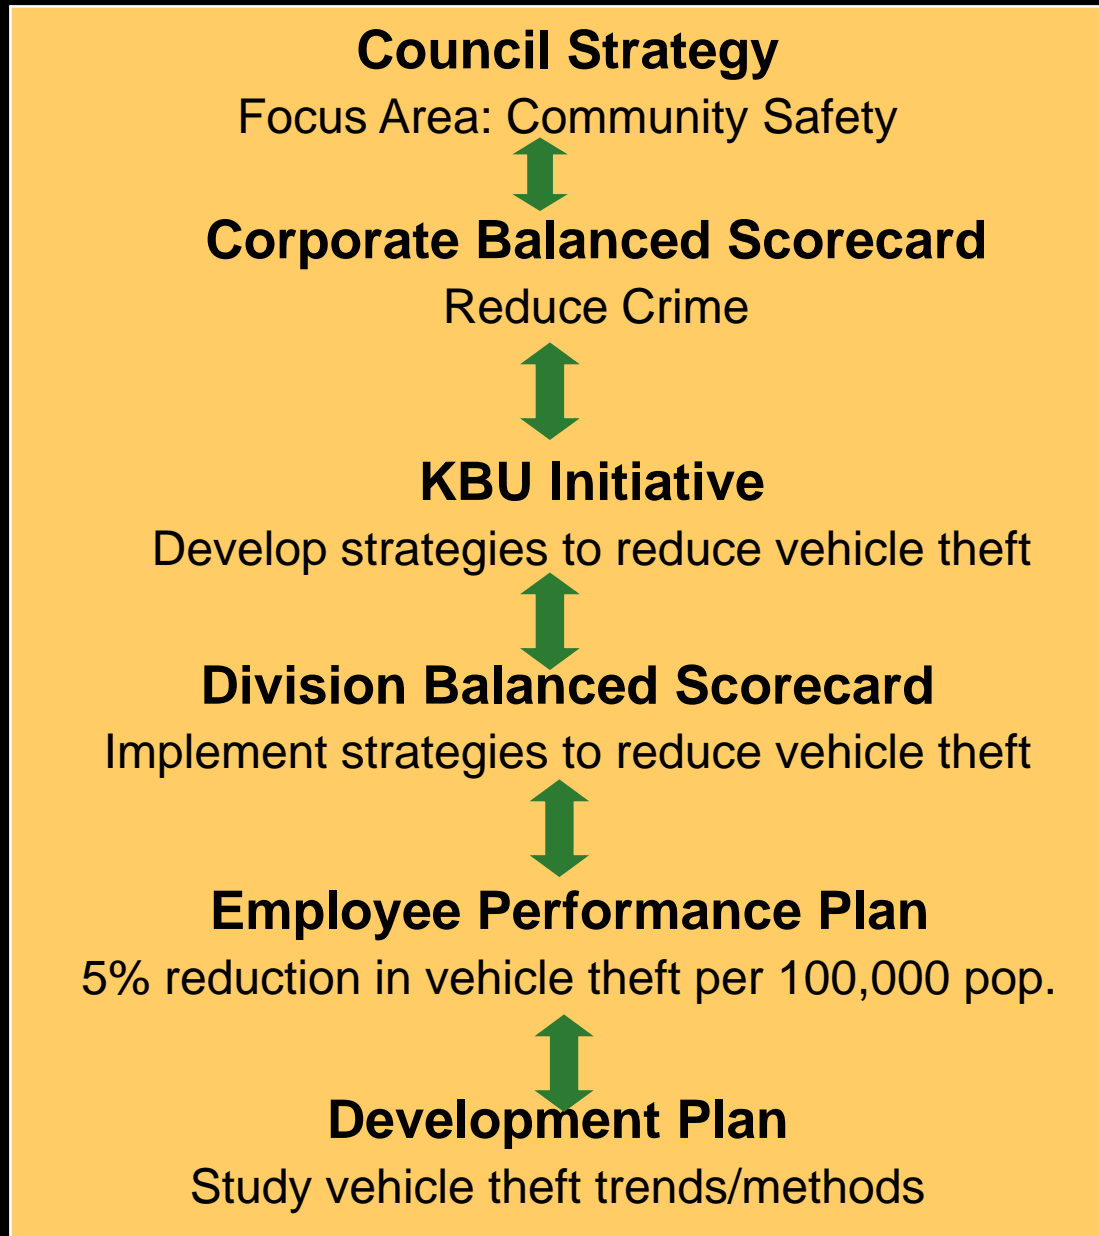 Council Strategy
Focus Area: Community Safety
Corporate Balanced Scorecard
Reduce Crime
KBU Initiative
Develop strategies to reduce vehicle theft
Division Balanced Scorecard
Implement strategies to reduce vehicle theft
Employee Performance Plan
5% reduction in vehicle theft per 100,000 pop.
Development Plan
Study vehicle theft trends/methods